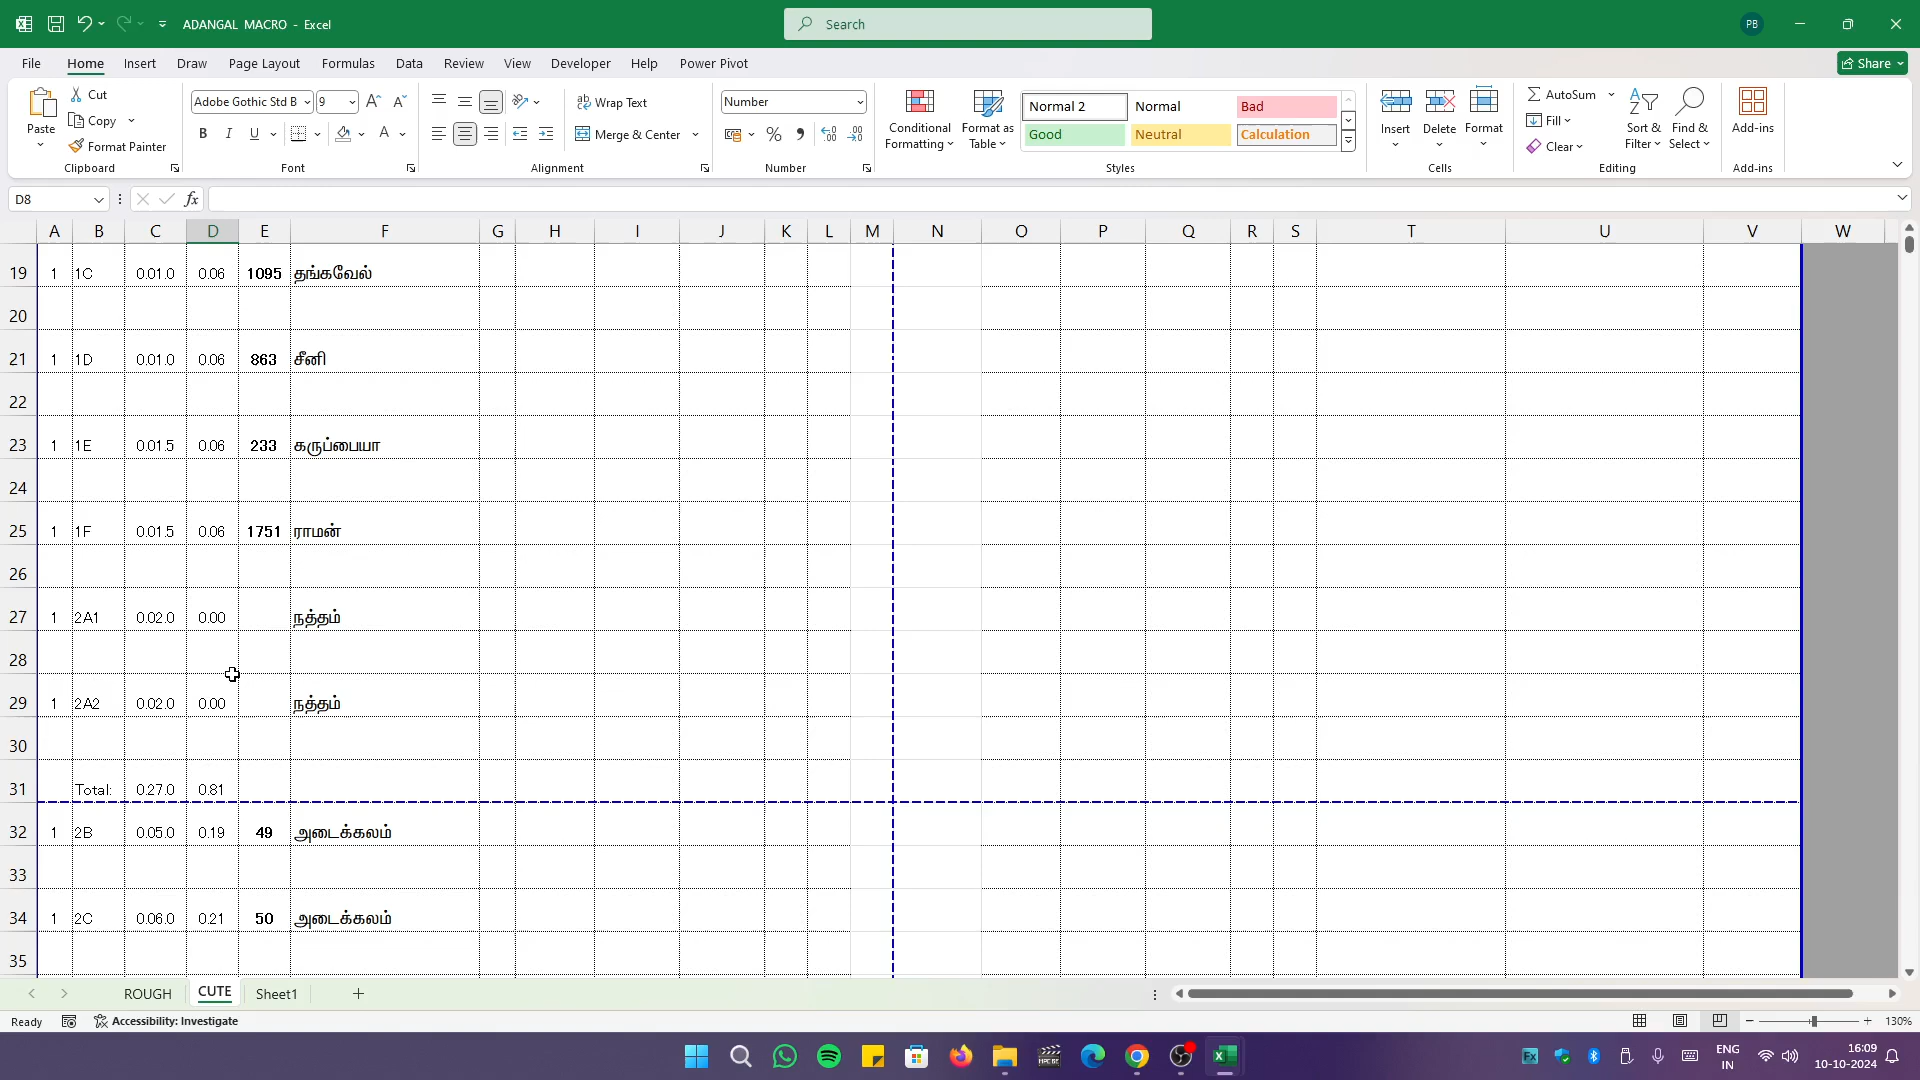 ADANGAL MACRO - Excel
Search
PB
File Home Insert Draw Page Layout Formulas Data Review View Developer Help Power Pivot
Share
Paste
Cut
Copy
Format Painter
Clipboard
Adobe Gothic Std B 9
B I U
Font
Wrap Text
Merge & Center
Alignment
Number
Number
Conditional Formatting
Format as Table
Normal 2 Normal Bad
Good Neutral Calculation
Styles
Insert Delete Format
Cells
AutoSum
Fill
Clear
Sort & Filter
Find & Select
Editing
Add-ins
Add-ins
D8
fx
A B C D E F G H I J K L M N O P Q R S T U V W
19 1 1C 0.01.0 0.06 1095 தங்கவேல்
20
21 1 1D 0.01.0 0.06 863 சீனி
22
23 1 1E 0.01.5 0.06 233 கருப்பையா
24
25 1 1F 0.01.5 0.06 1751 ராமன்
26
27 1 2A1 0.02.0 0.00 நத்தம்
28
29 1 2A2 0.02.0 0.00 நத்தம்
30
31 Total: 0.27.0 0.81
32 1 2B 0.05.0 0.19 49 அடைக்கலம்
33
34 1 2C 0.06.0 0.21 50 அடைக்கலம்
35
ROUGH CUTE Sheet1
Ready
Accessibility: Investigate
130%
ENG
IN
16:09
10-10-2024